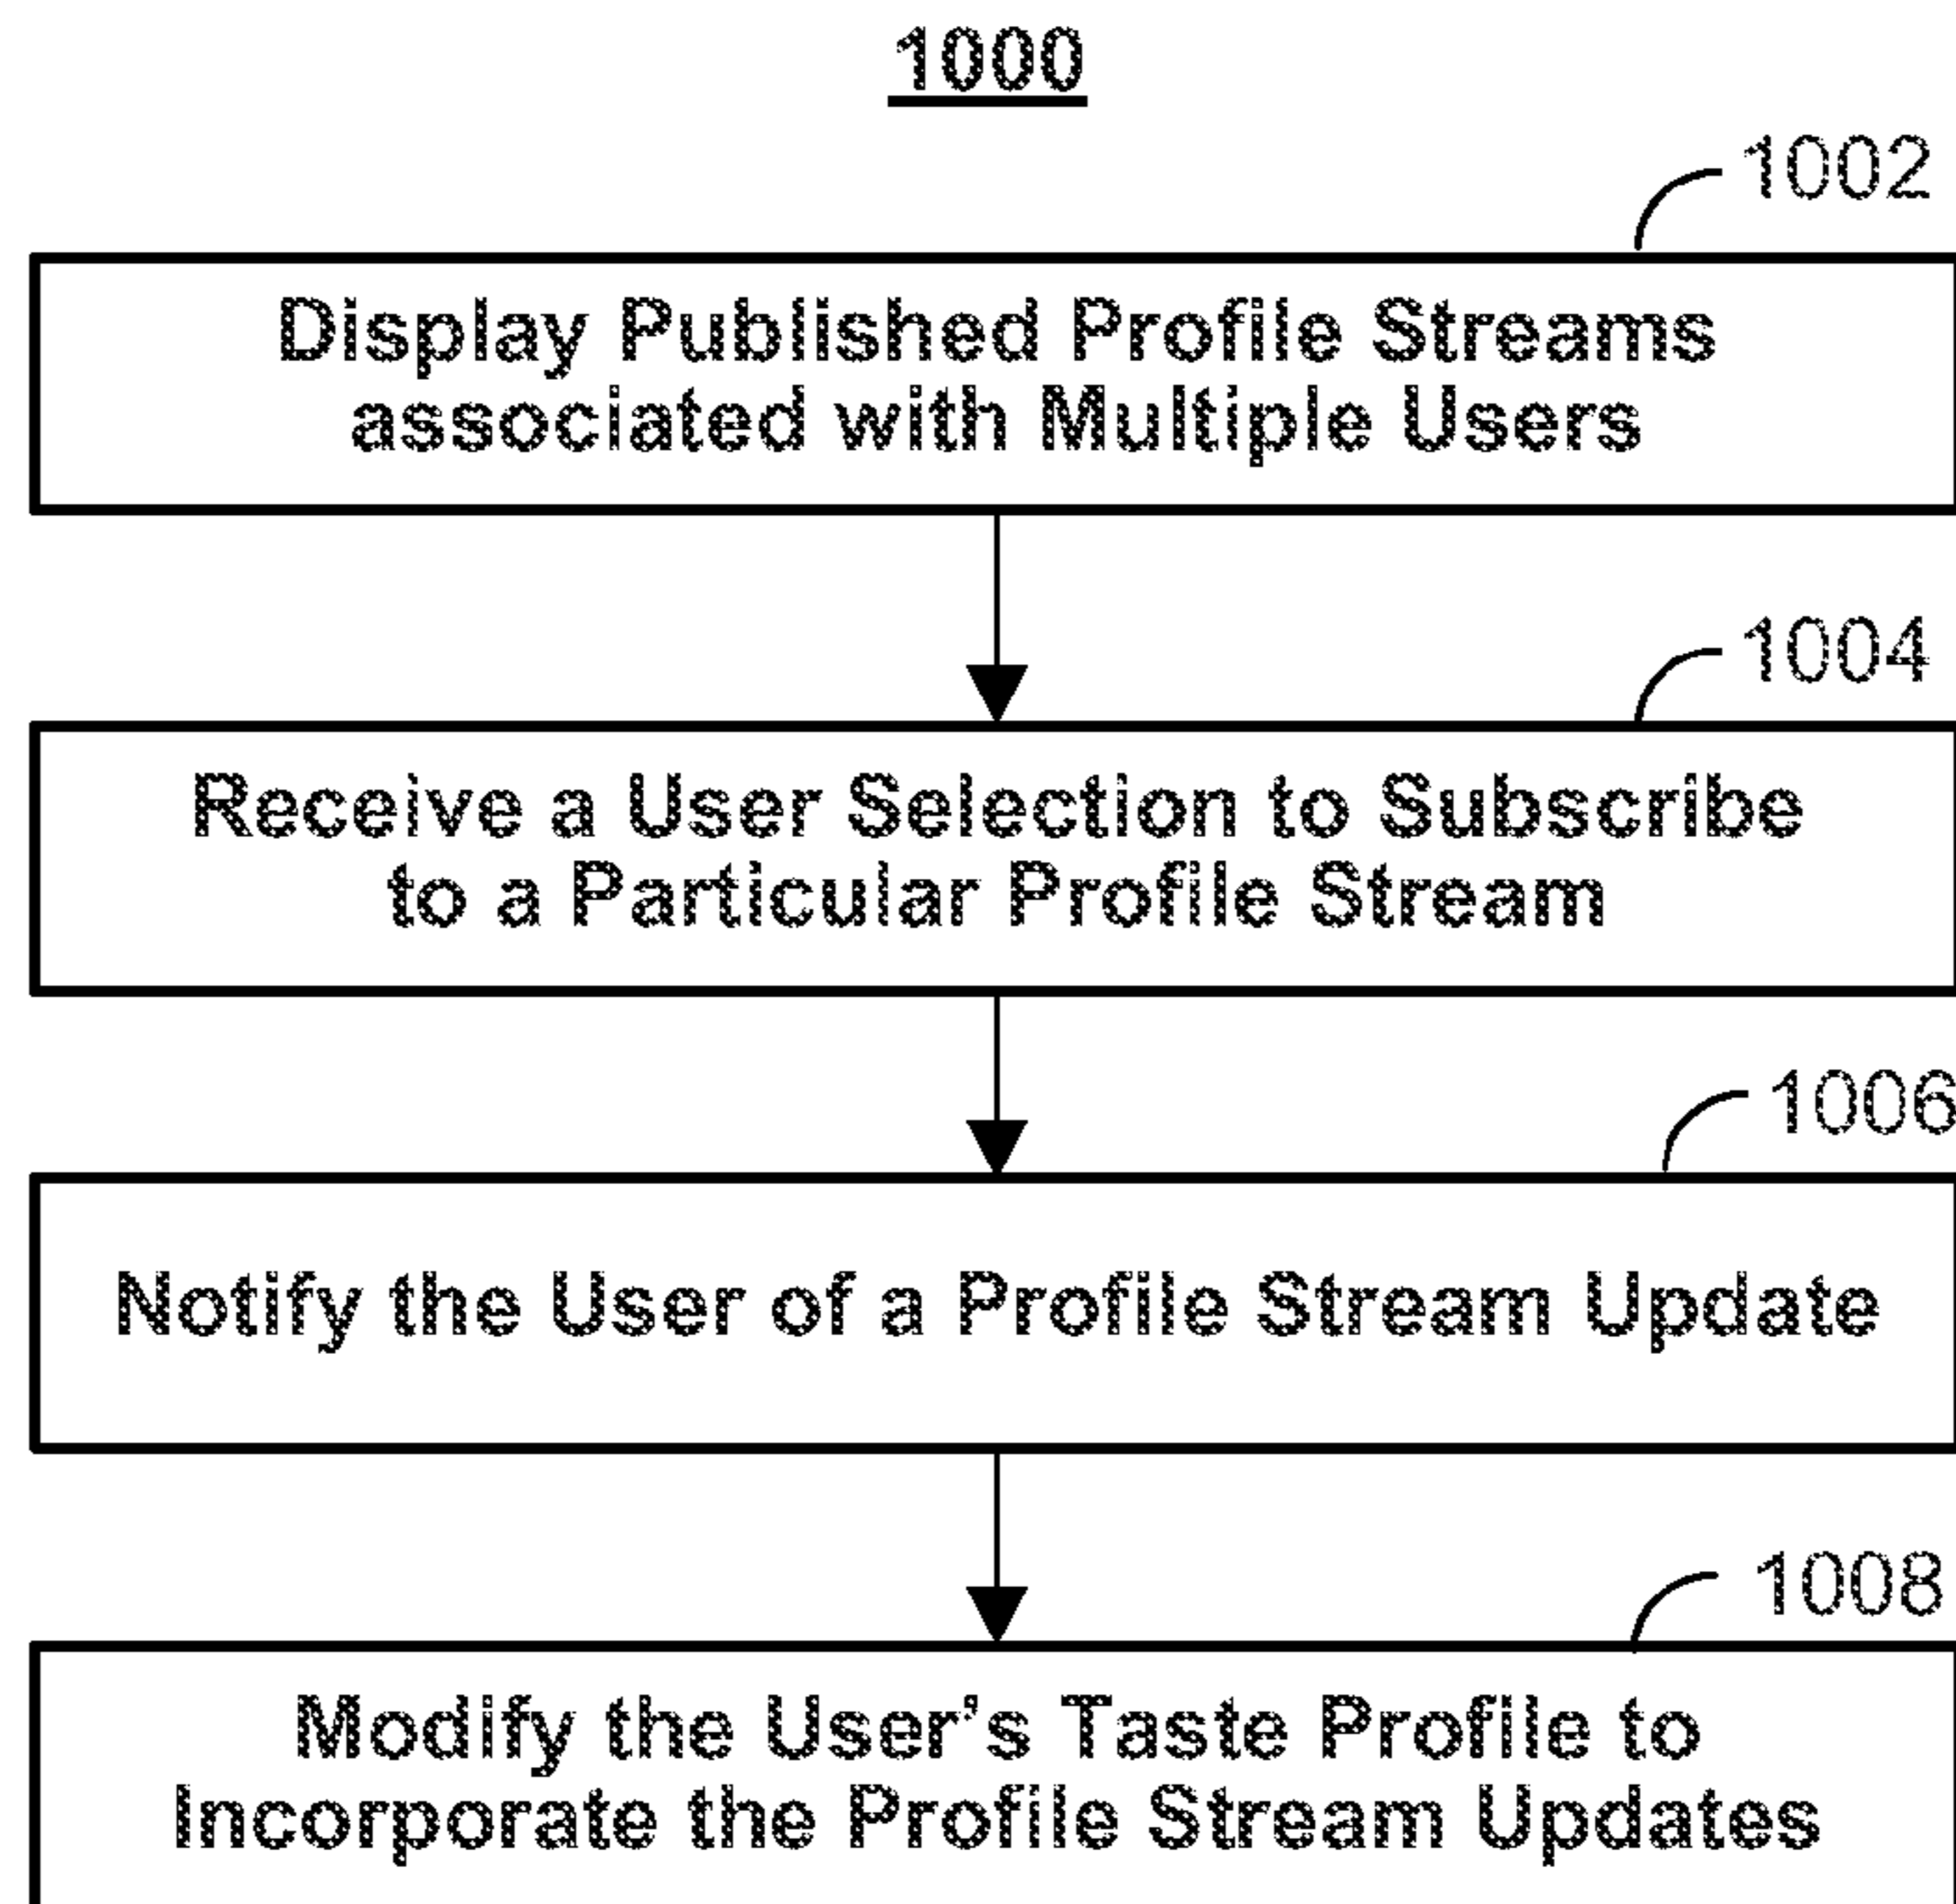 1000
1002
Display Published Profile Streams
associated with Multiple Users
1004
Receive a User Selection to Subscribe
to a Particular Profile Stream
1006
Notify the User of a Profile Stream Update
1008
Modify the User's Taste Profile to
Incorporate the Profile Stream Updates